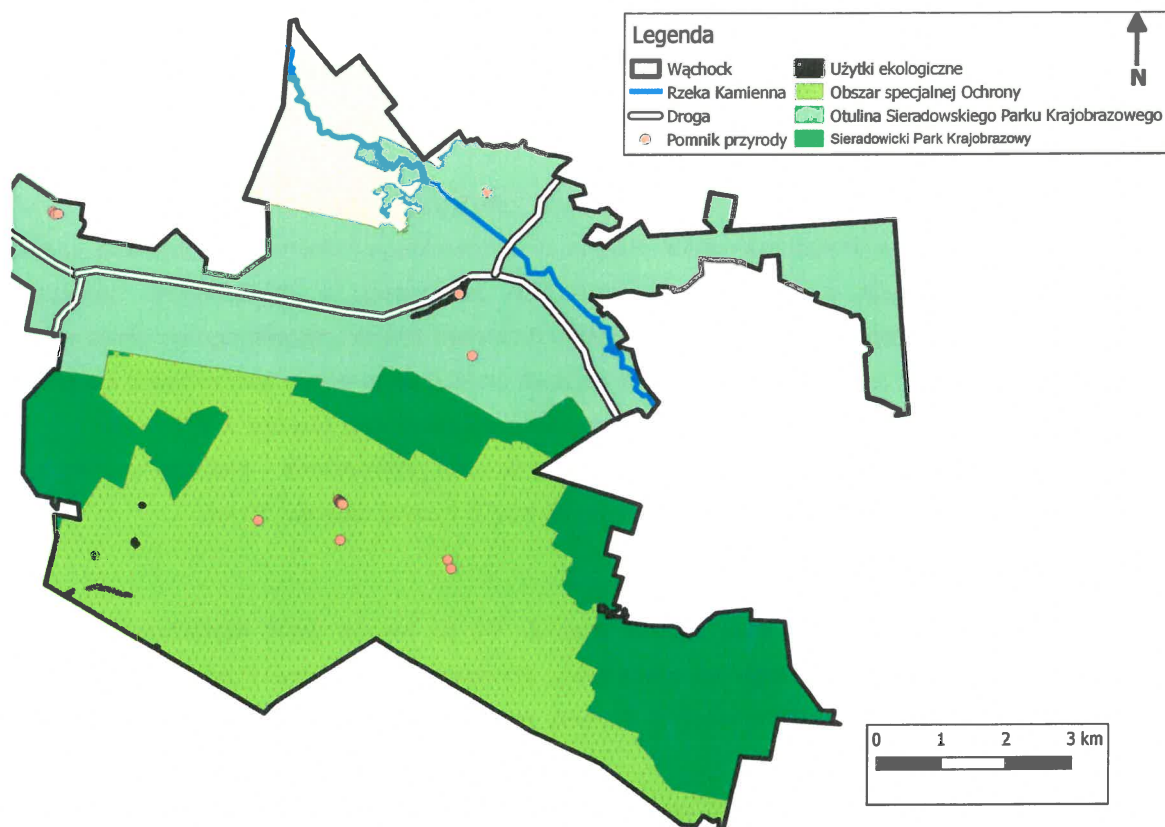 Legenda
Wąchock
Rzeka Kamienna
Droga
Pomnik przyrody
Użytki ekologiczne
Obszar specjalnej Ochrony
Otulina Sieradowskiego Parku Krajobrazowego
Sieradowicki Park Krajobrazowy
N
0 1 2 3 km